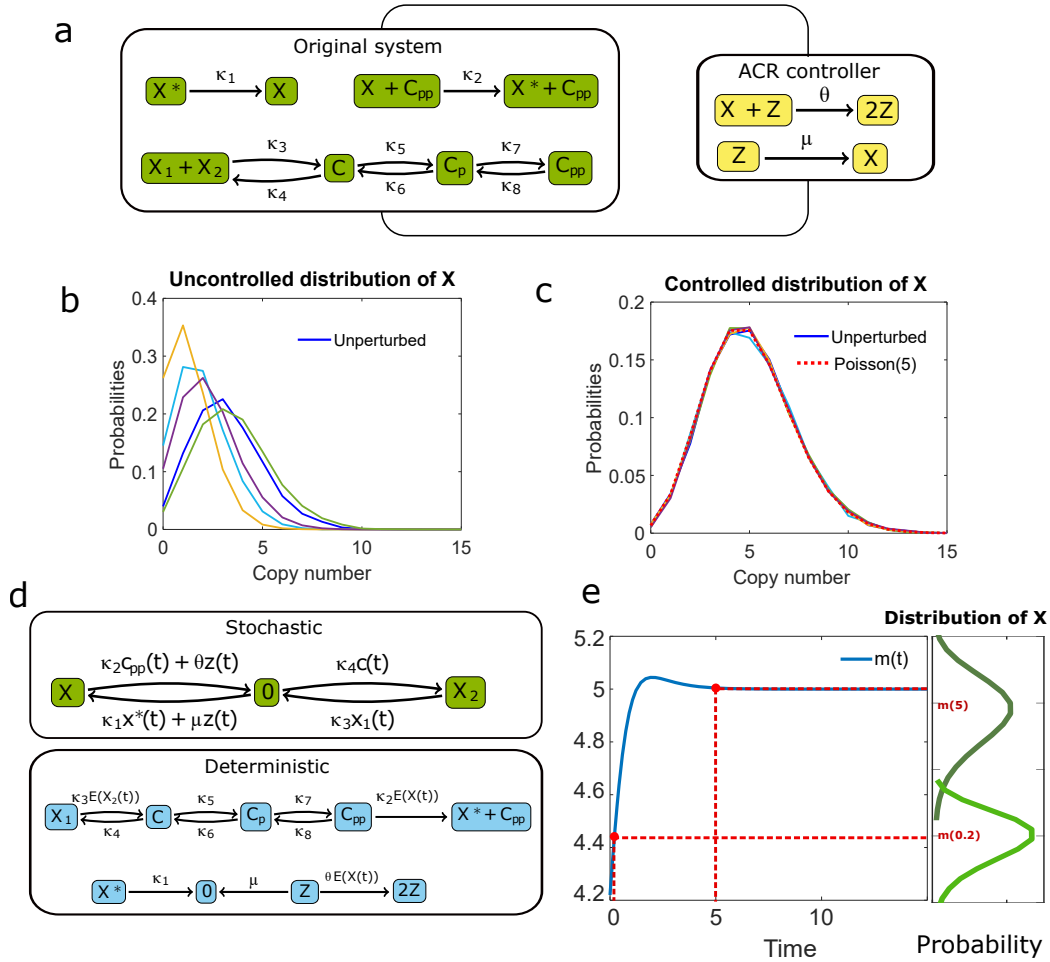 a
Original system
X* κ1 X
X + Cpp κ2 X* + Cpp
X1 + X2 κ3 κ4 C κ5 κ6 Cp κ7 κ8 Cpp
ACR controller
X + Z θ 2Z
Z μ X
b
Uncontrolled distribution of X
Unperturbed
Probabilities
0.4
0.3
0.2
0.1
0
0 5 10 15
Copy number
c
Controlled distribution of X
Unperturbed
Poisson(5)
Probabilities
0.2
0.15
0.1
0.05
0
0 5 10 15
Copy number
d
Stochastic
κ2cpp(t) + θz(t) κ4c(t)
X 0 X2
κ1x*(t) + μz(t) κ3x1(t)
Deterministic
κ3E(X2(t)) κ5 κ7 κ2E(X(t))
X1 C Cp Cpp X* + Cpp
κ4 κ6 κ8
κ1 μ θE(X(t))
X* 0 Z 2Z
e
Distribution of X
m(t)
5.2
5
4.8
4.6
4.4
4.2
0 5 10
Time
m(5)
m(0.2)
Probability